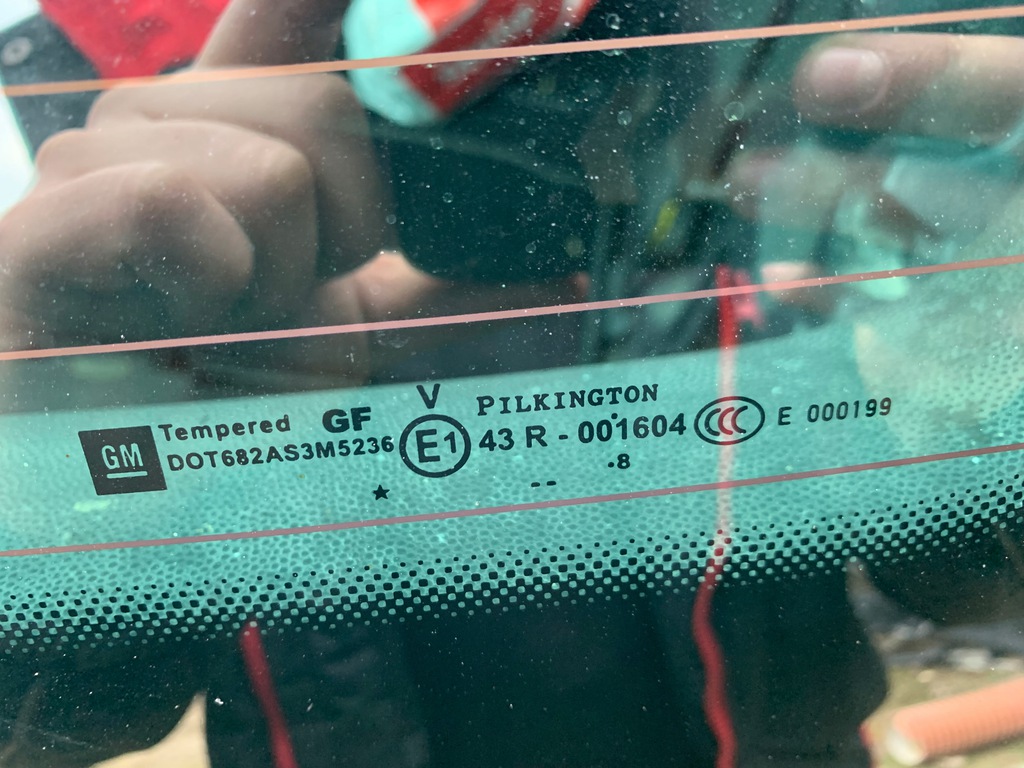 GM
Tempered GF V PILKINGTON
DOT682AS3M5236 E1 43 R - 001604 CCC E 000199
★ -- .8